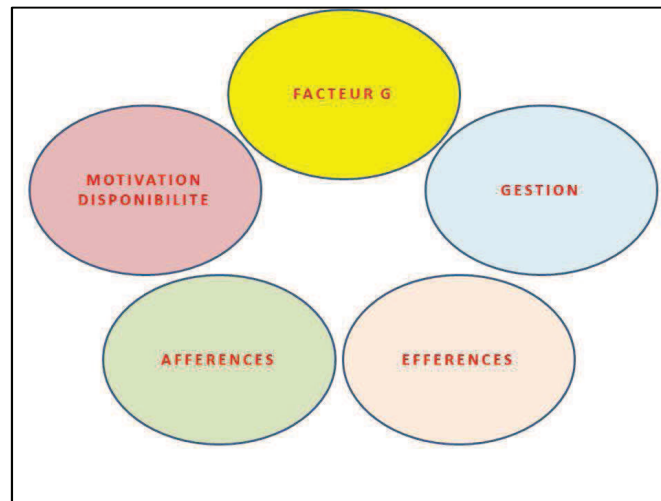 FACTEUR G
MOTIVATION
DISPONIBILITE
GESTION
AFFERENCES
EFFERENCES